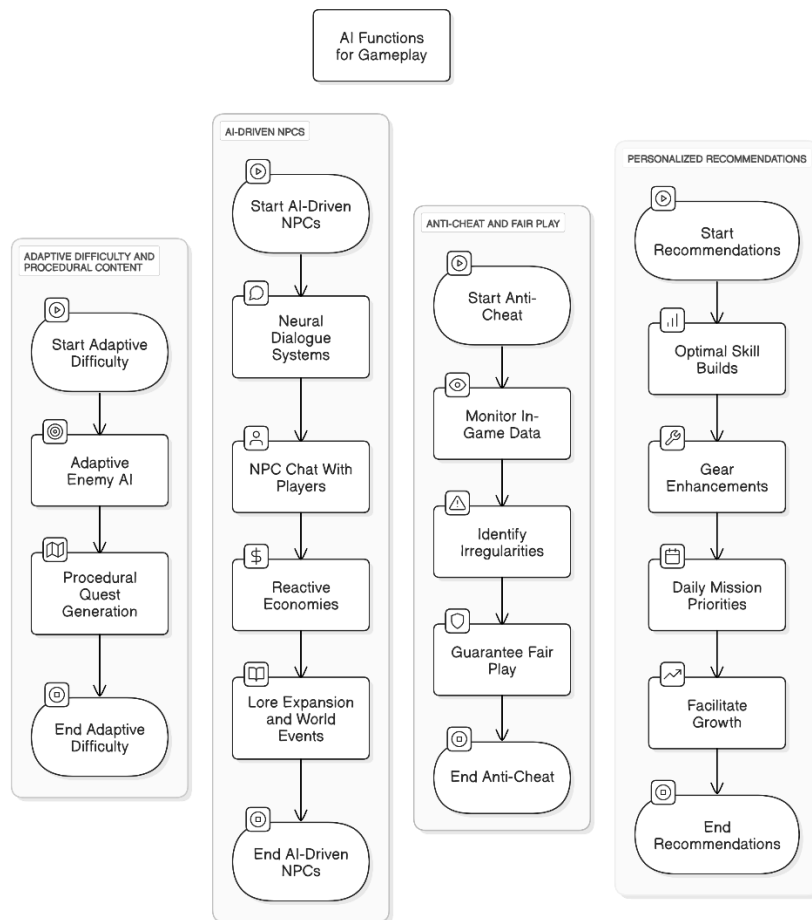 AI Functions
for Gameplay
ADAPTIVE DIFFICULTY AND
PROCEDURAL CONTENT
Start Adaptive
Difficulty
Adaptive
Enemy AI
Procedural
Quest
Generation
End Adaptive
Difficulty
AI-DRIVEN NPCS
Start AI-Driven
NPCs
Neural
Dialogue
Systems
NPC Chat With
Players
Reactive
Economies
Lore Expansion
and World
Events
End AI-Driven
NPCs
ANTI-CHEAT AND FAIR PLAY
Start Anti-
Cheat
Monitor In-
Game Data
Identify
Irregularities
Guarantee Fair
Play
End Anti-Cheat
PERSONALIZED RECOMMENDATIONS
Start
Recommendations
Optimal Skill
Builds
Gear
Enhancements
Daily Mission
Priorities
Facilitate
Growth
End
Recommendations